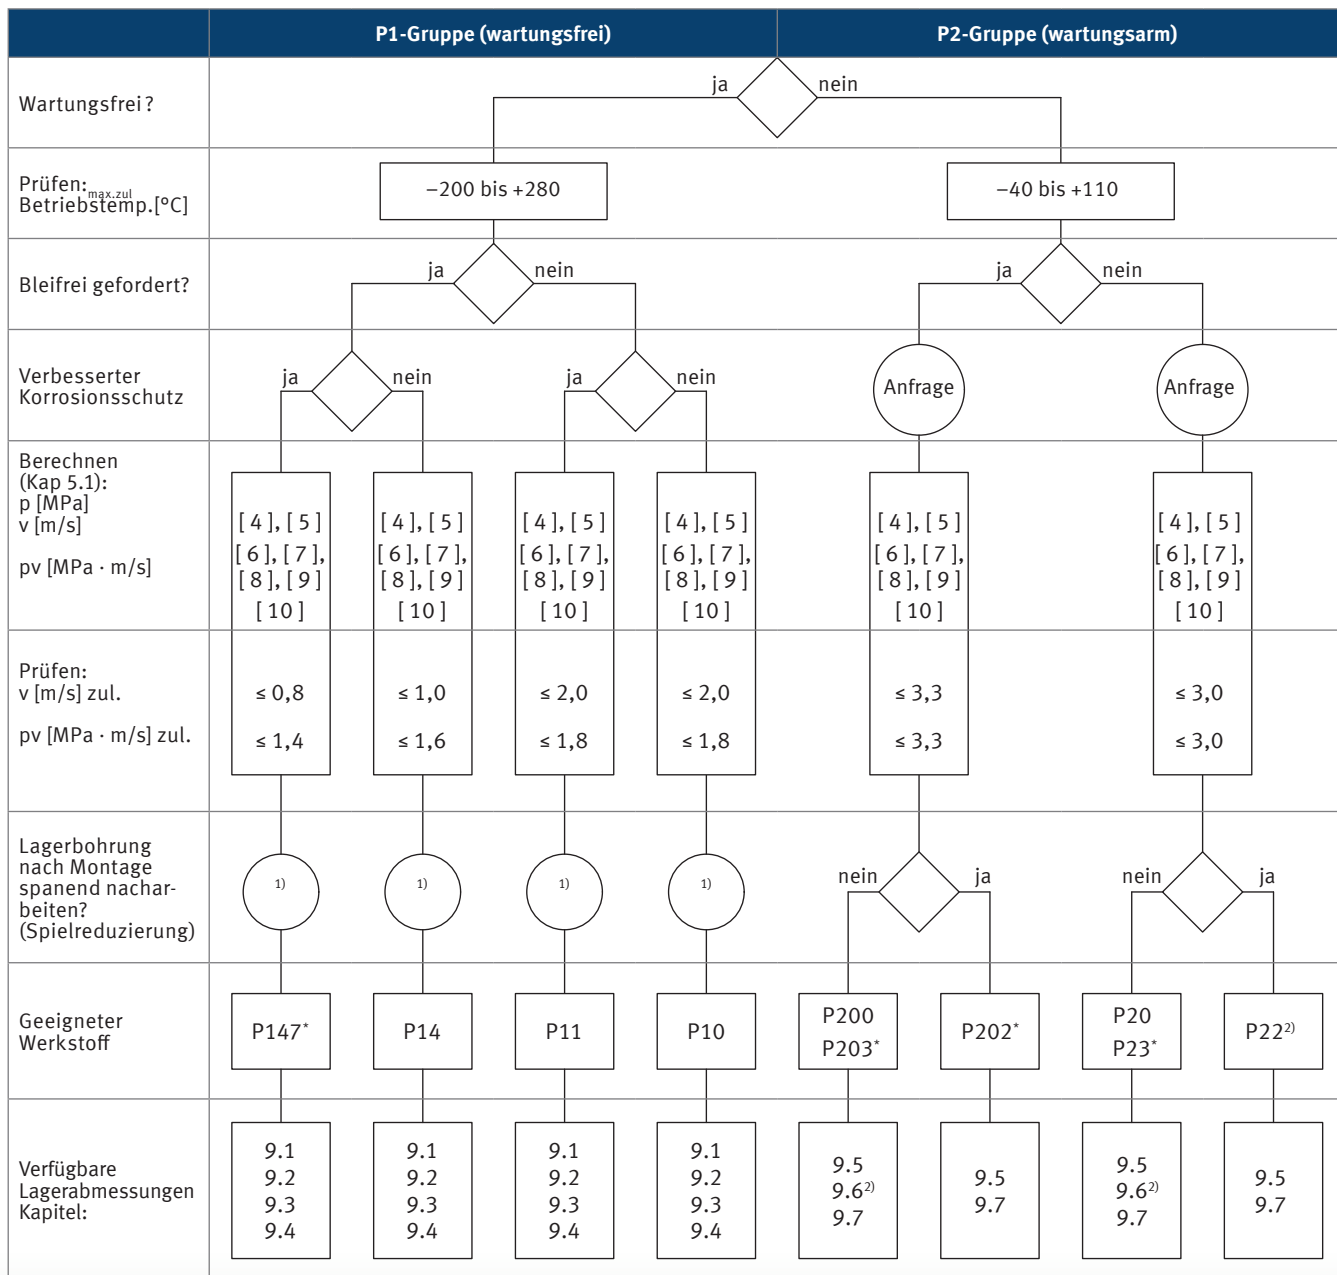 P1-Gruppe (wartungsfrei) P2-Gruppe (wartungsarm)
ja nein
Wartungsfrei ?
Prüfen:max.zul
Betriebstemp.[°C]
–200 bis +280 –40 bis +110
ja nein ja nein
Bleifrei gefordert?
Verbesserter
Korrosionsschutz
ja nein ja nein Anfrage Anfrage
Berechnen
(Kap 5.1):
p [MPa]
v [m/s]
[ 4 ], [ 5 ] [ 4 ], [ 5 ] [ 4 ], [ 5 ] [ 4 ], [ 5 ] [ 4 ], [ 5 ] [ 4 ], [ 5 ]
[ 6 ], [ 7 ], [ 6 ], [ 7 ], [ 6 ], [ 7 ], [ 6 ], [ 7 ], [ 6 ], [ 7 ], [ 6 ], [ 7 ],
pv [MPa · m/s]
[ 8 ], [ 9 ] [ 8 ], [ 9 ] [ 8 ], [ 9 ] [ 8 ], [ 9 ] [ 8 ], [ 9 ] [ 8 ], [ 9 ]
[ 10 ] [ 10 ] [ 10 ] [ 10 ] [ 10 ] [ 10 ]
Prüfen:
v [m/s] zul. ≤ 0,8 ≤ 1,0 ≤ 2,0 ≤ 2,0 ≤ 3,3 ≤ 3,0
pv [MPa · m/s] zul. ≤ 1,4 ≤ 1,6 ≤ 1,8 ≤ 1,8 ≤ 3,3 ≤ 3,0
Lagerbohrung
nach Montage
spanend nachar-
beiten?
(Spielreduzierung)
1) 1) 1) 1) nein ja nein ja
Geeigneter
Werkstoff
P147* P14 P11 P10 P200 P202* P20 P222)
P203* P23*
Verfügbare
Lagerabmessungen
Kapitel:
9.1 9.1 9.1 9.1
9.2 9.2 9.2 9.2 9.5 9.5 9.5 9.5
9.3 9.3 9.3 9.3 9.62) 9.7 9.62) 9.7
9.4 9.4 9.4 9.4 9.7 9.7